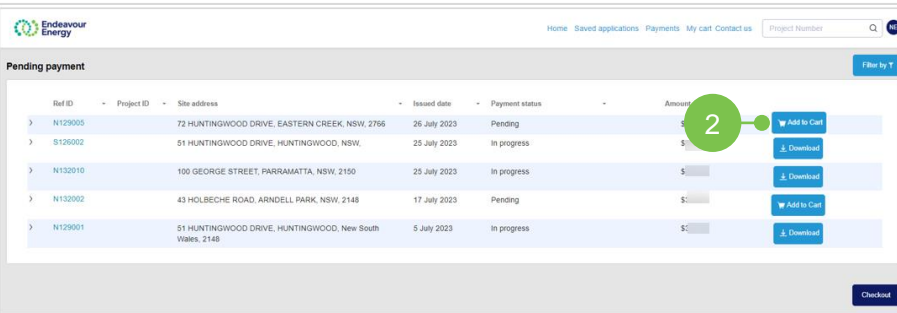 Endeavour
Energy
Home Saved applications Payments My cart Contact us Project Number NE
Pending payment
Filter by
Ref ID Project ID Site address Issued date Payment status Amount
N129005 72 HUNTINGWOOD DRIVE, EASTERN CREEK, NSW, 2766 26 July 2023 Pending $ 2 Add to Cart
S126002 51 HUNTINGWOOD DRIVE, HUNTINGWOOD, NSW, 25 July 2023 In progress $ Download
N132010 100 GEORGE STREET, PARRAMATTA, NSW, 2150 25 July 2023 In progress $ Download
N132002 43 HOLBECHE ROAD, ARNDELL PARK, NSW, 2148 17 July 2023 Pending $ Add to Cart
N129001 51 HUNTINGWOOD DRIVE, HUNTINGWOOD, New South 5 July 2023 In progress $ Download
Wales, 2148
Checkout